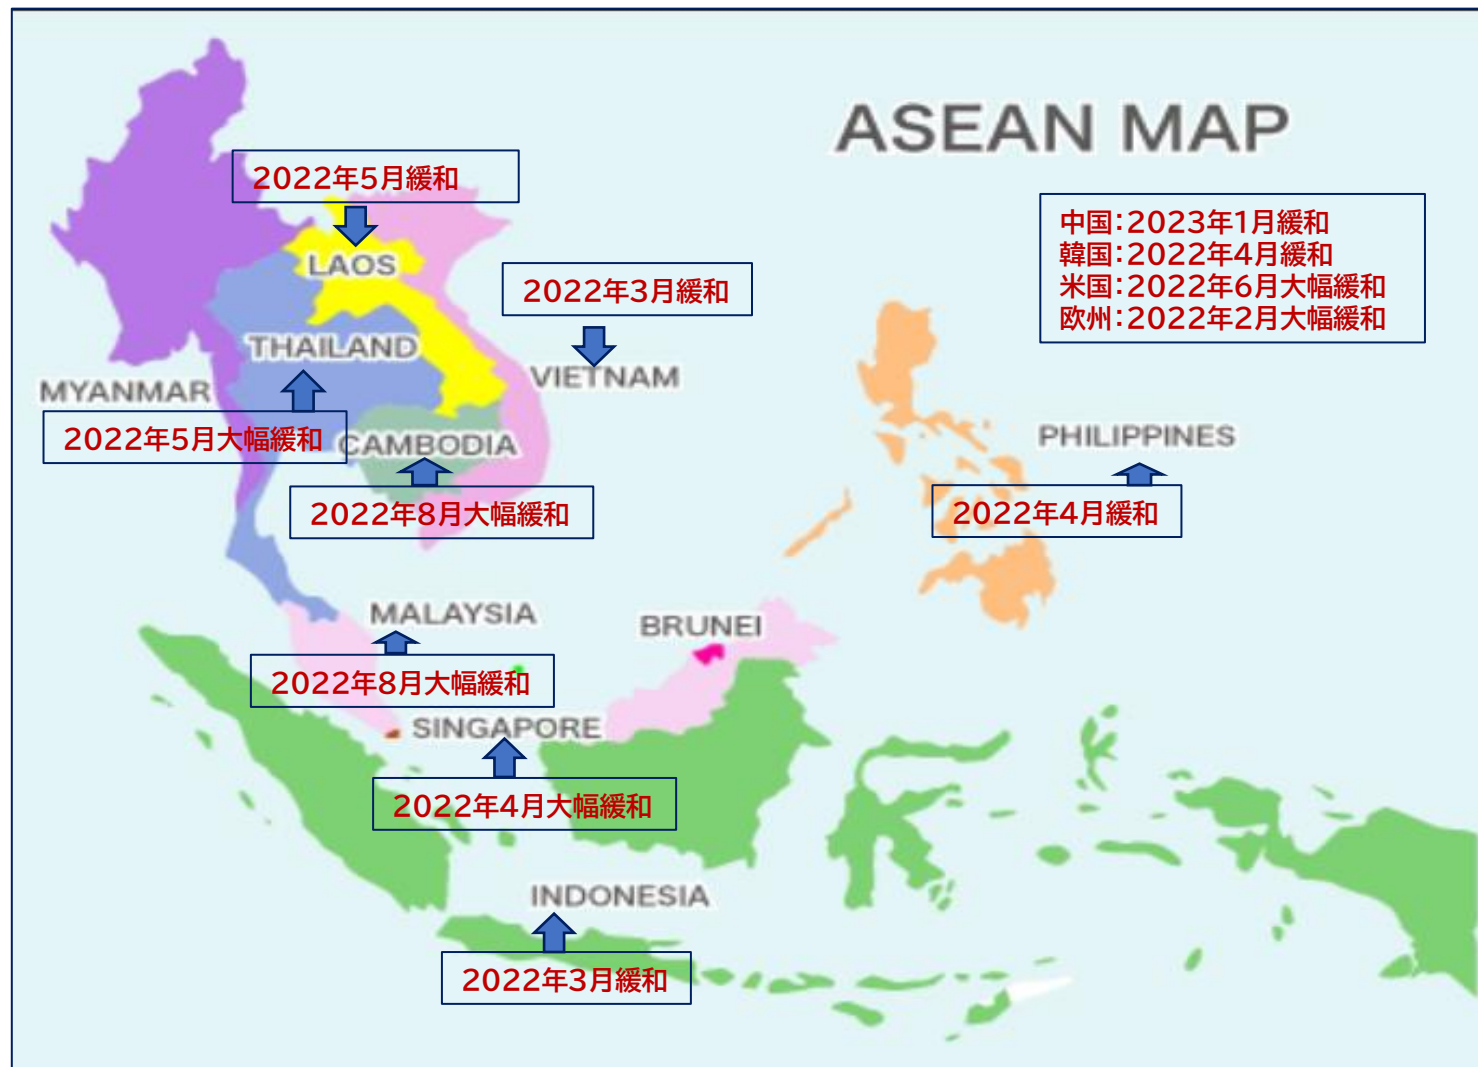 ASEAN MAP
2022年5月緩和
中国:2023年1月緩和
韓国:2022年4月緩和
米国:2022年6月大幅緩和
欧州:2022年2月大幅緩和
LAOS
2022年3月緩和
THAILAND
VIETNAM
MYANMAR
2022年5月大幅緩和
CAMBODIA
PHILIPPINES
2022年8月大幅緩和
2022年4月緩和
MALAYSIA
BRUNEI
2022年8月大幅緩和
SINGAPORE
2022年4月大幅緩和
INDONESIA
2022年3月緩和